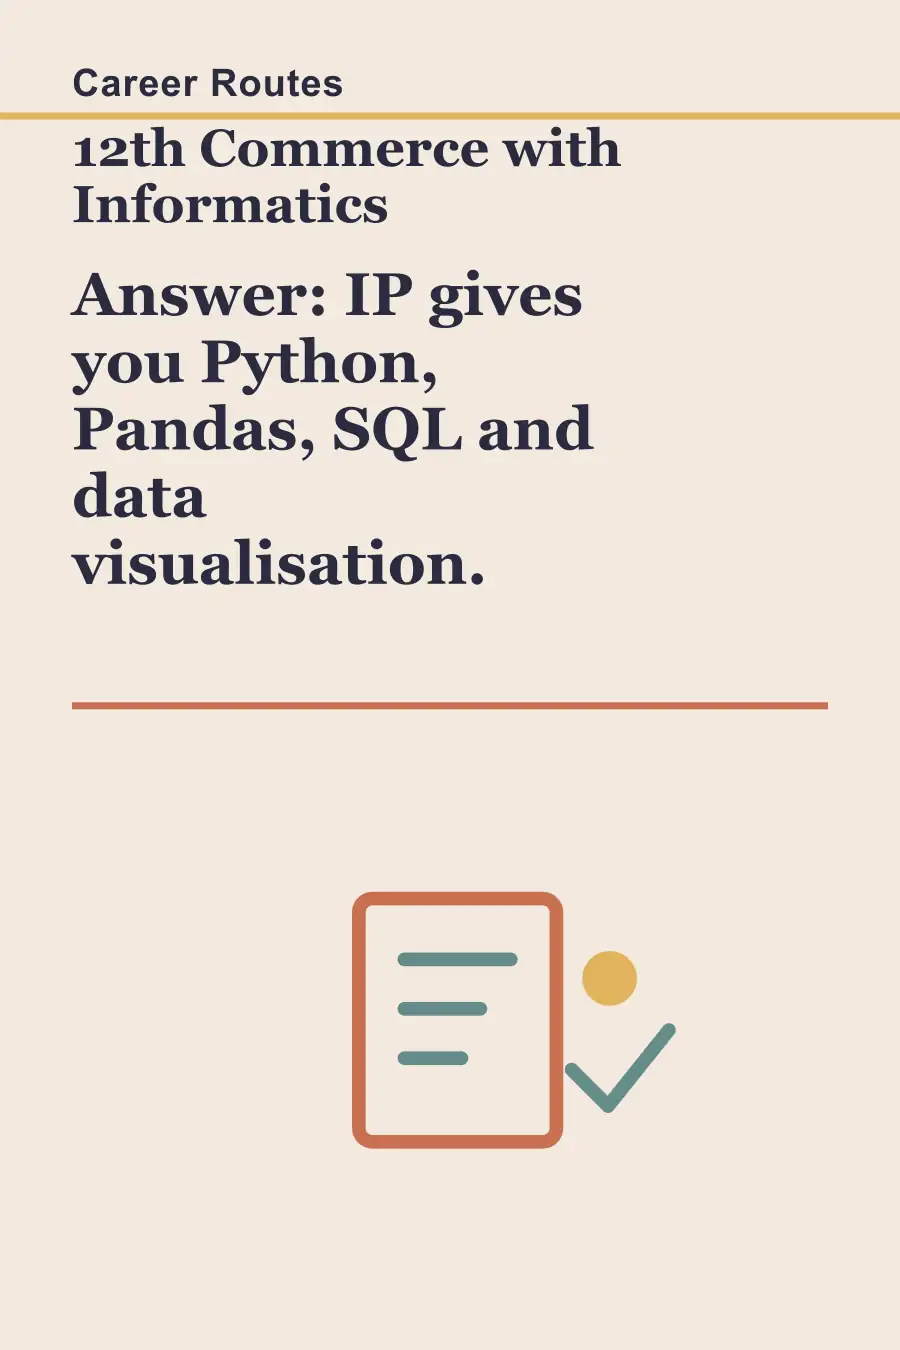 Career Routes
12th Commerce with
Informatics
Answer: IP gives
you Python,
Pandas, SQL and
data
visualisation.